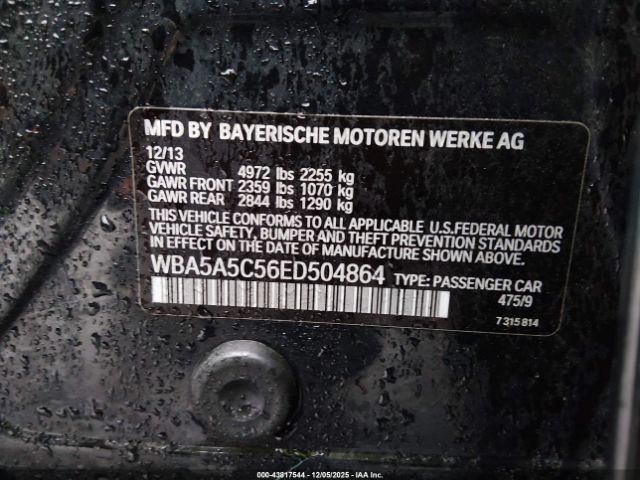 MFD BY BAYERISCHE MOTOREN WERKE AG
12/13
GVWR 4972 lbs 2255 kg
GAWR FRONT 2359 lbs 1070 kg
GAWR REAR 2844 lbs 1290 kg
THIS VEHICLE CONFORMS TO ALL APPLICABLE U.S.FEDERAL MOTOR
VEHICLE SAFETY, BUMPER AND THEFT PREVENTION STANDARDS
IN EFFECT ON THE DATE OF MANUFACTURE SHOWN ABOVE.
WBA5A5C56ED504864 TYPE: PASSENGER CAR
475/9
7 315 814
000-43817544 - 12/05/2025 - IAA LLC